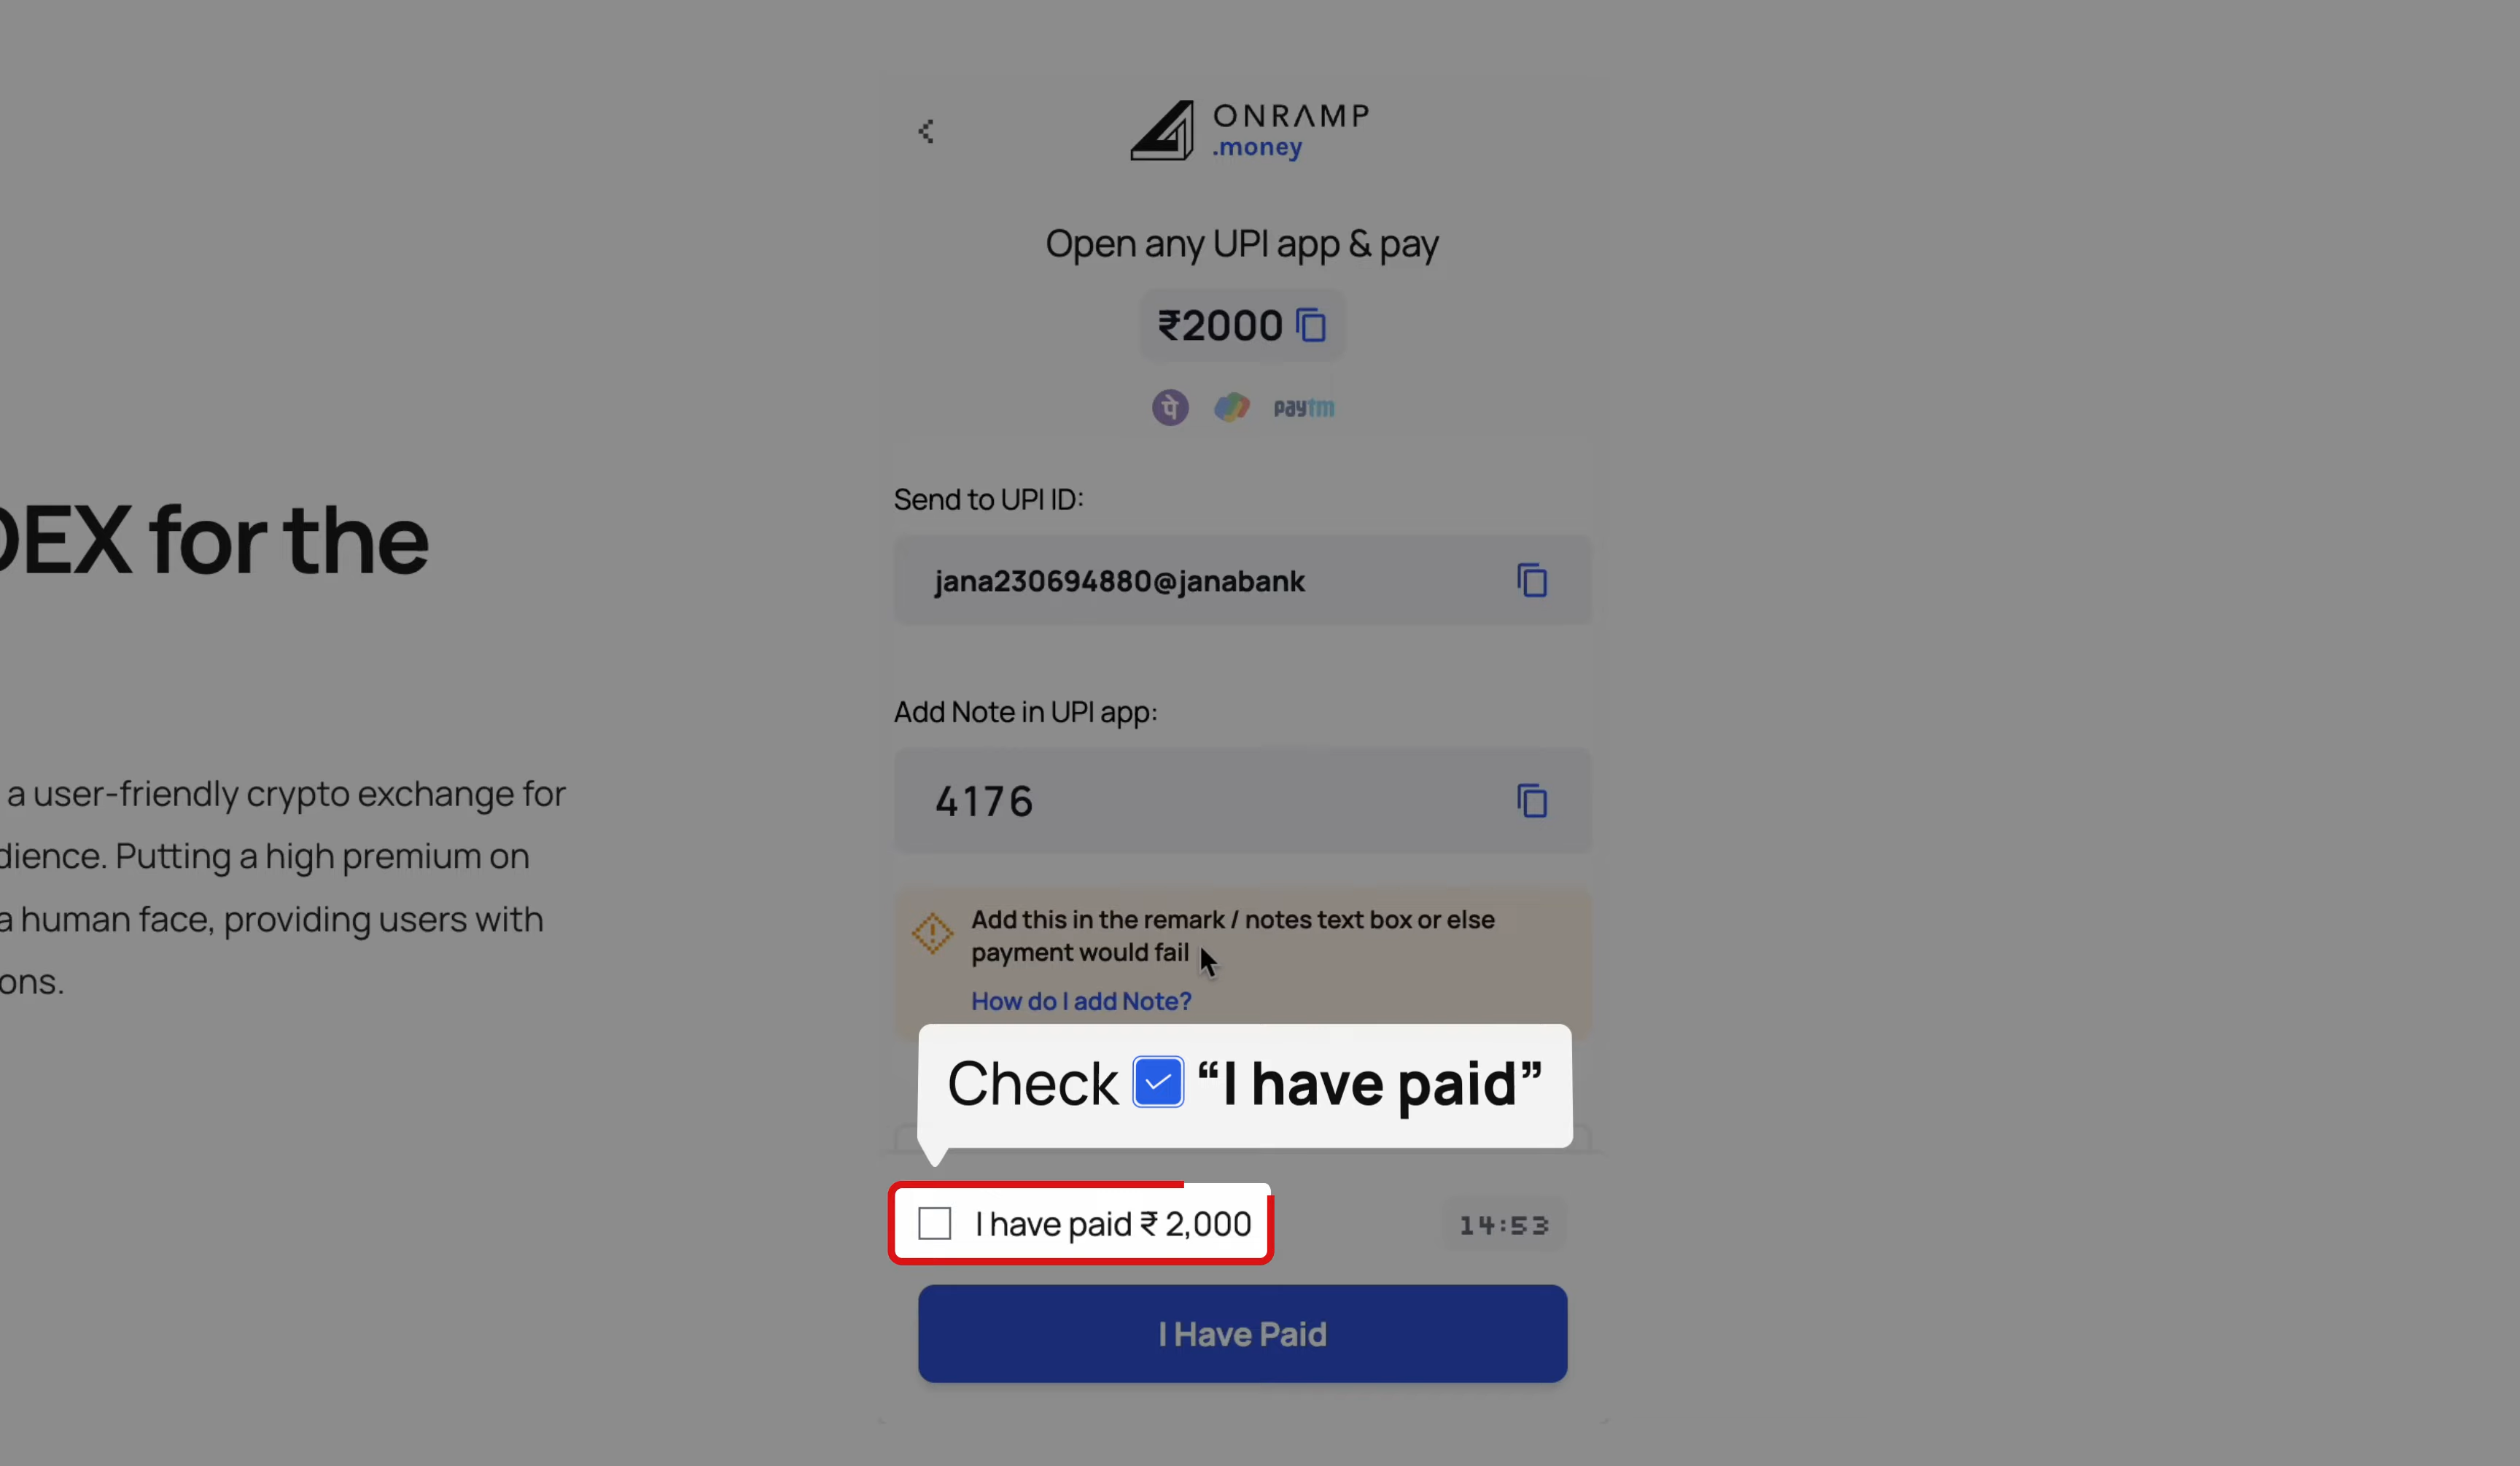 ONRAMP
.money
Open any UPI app & pay
₹2000
पे
paytm
Send to UPI ID:
jana230694880@janabank
Add Note in UPI app:
4176
Add this in the remark / notes text box or else
payment would fail
How do I add Note?
Check “I have paid”
I have paid ₹ 2,000
14:53
I Have Paid
DEX for the
a user-friendly crypto exchange for
dience. Putting a high premium on
a human face, providing users with
ons.